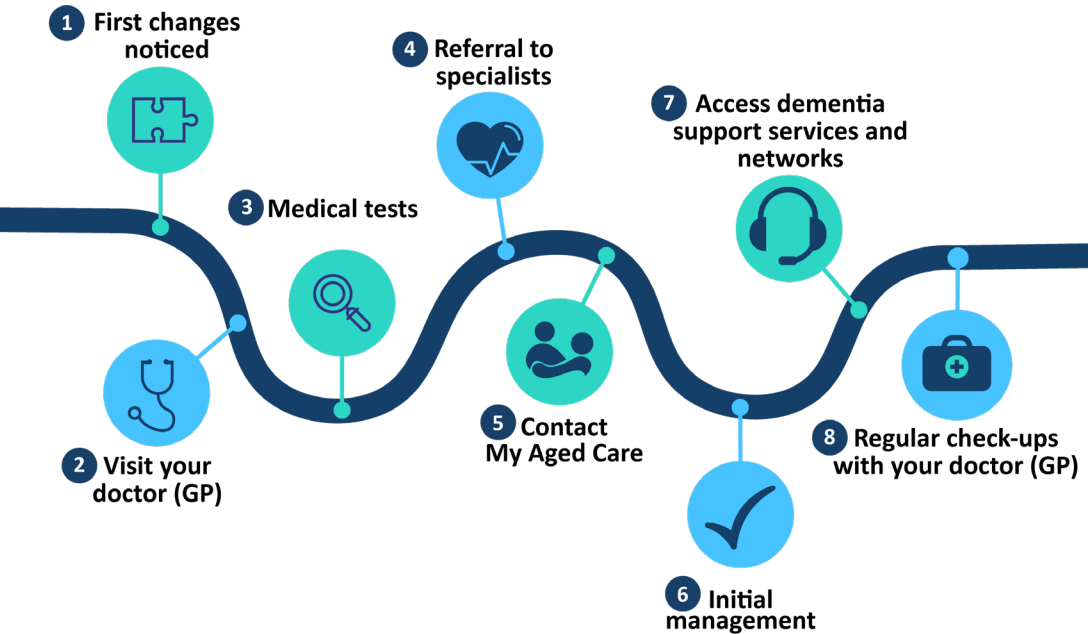 1 First changes
noticed
2 Visit your
doctor (GP)
3 Medical tests
4 Referral to
specialists
5 Contact
My Aged Care
6 Initial
management
7 Access dementia
support services and
networks
8 Regular check-ups
with your doctor (GP)